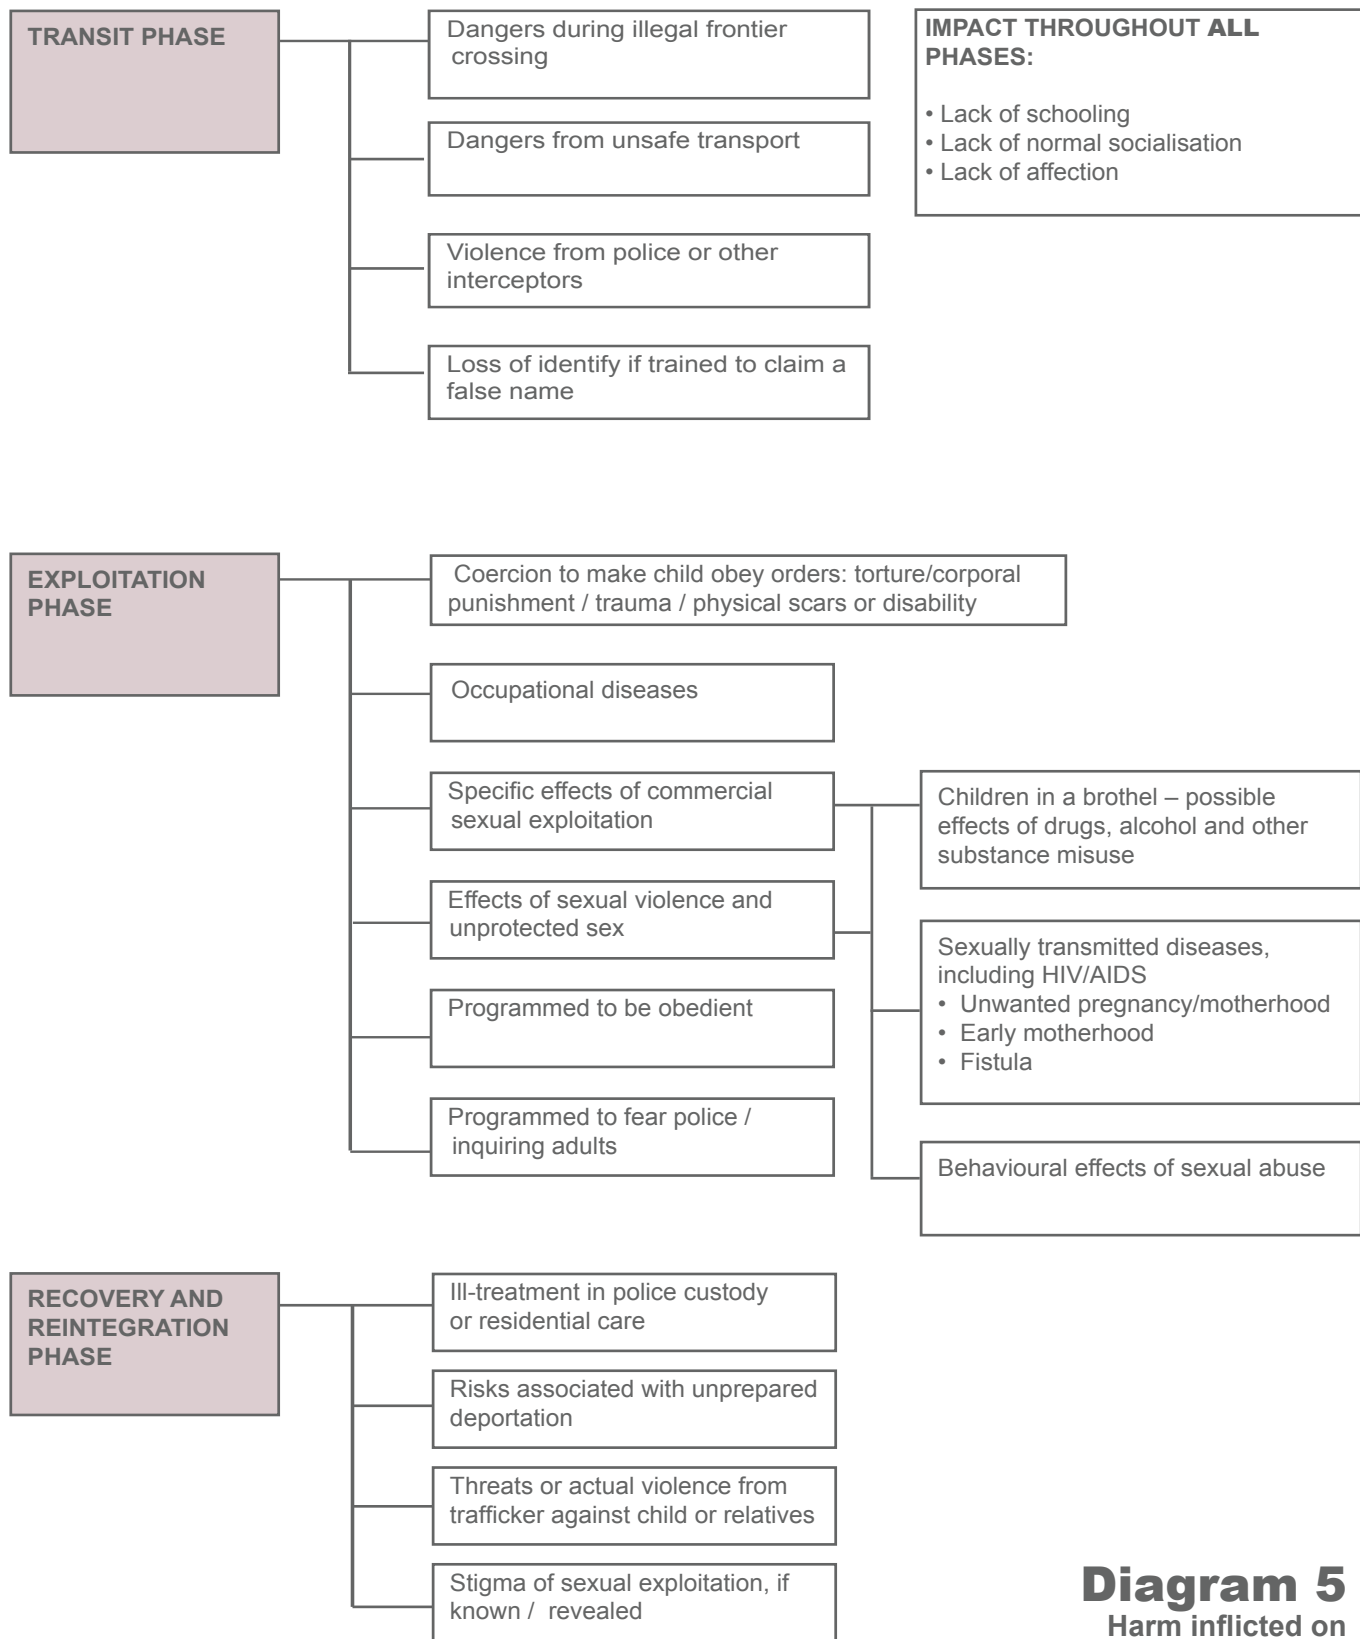 TRANSIT PHASE
Dangers during illegal frontier
crossing
Dangers from unsafe transport
Violence from police or other
interceptors
Loss of identify if trained to claim a
false name
IMPACT THROUGHOUT ALL
PHASES:
• Lack of schooling
• Lack of normal socialisation
• Lack of affection
EXPLOITATION
PHASE
Coercion to make child obey orders: torture/corporal
punishment / trauma / physical scars or disability
Occupational diseases
Specific effects of commercial
sexual exploitation
Effects of sexual violence and
unprotected sex
Programmed to be obedient
Programmed to fear police /
inquiring adults
Children in a brothel – possible
effects of drugs, alcohol and other
substance misuse
Sexually transmitted diseases,
including HIV/AIDS
• Unwanted pregnancy/motherhood
• Early motherhood
• Fistula
Behavioural effects of sexual abuse
RECOVERY AND
REINTEGRATION
PHASE
Ill-treatment in police custody
or residential care
Risks associated with unprepared
deportation
Threats or actual violence from
trafficker against child or relatives
Stigma of sexual exploitation, if
known / revealed
Diagram 5
Harm inflicted on